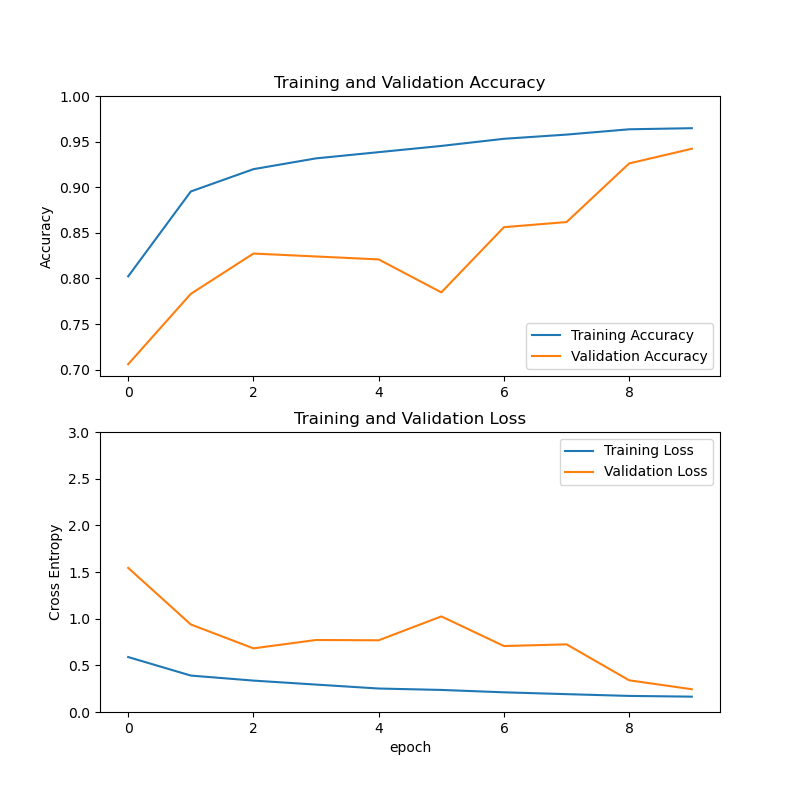 Training and Validation Accuracy
1.00
0.95
0.90
0.85
0.80
0.75
0.70
Accuracy
Training Accuracy
Validation Accuracy
0 2 4 6 8
Training and Validation Loss
3.0
2.5
2.0
1.5
1.0
0.5
0.0
Cross Entropy
Training Loss
Validation Loss
0 2 4 6 8
epoch